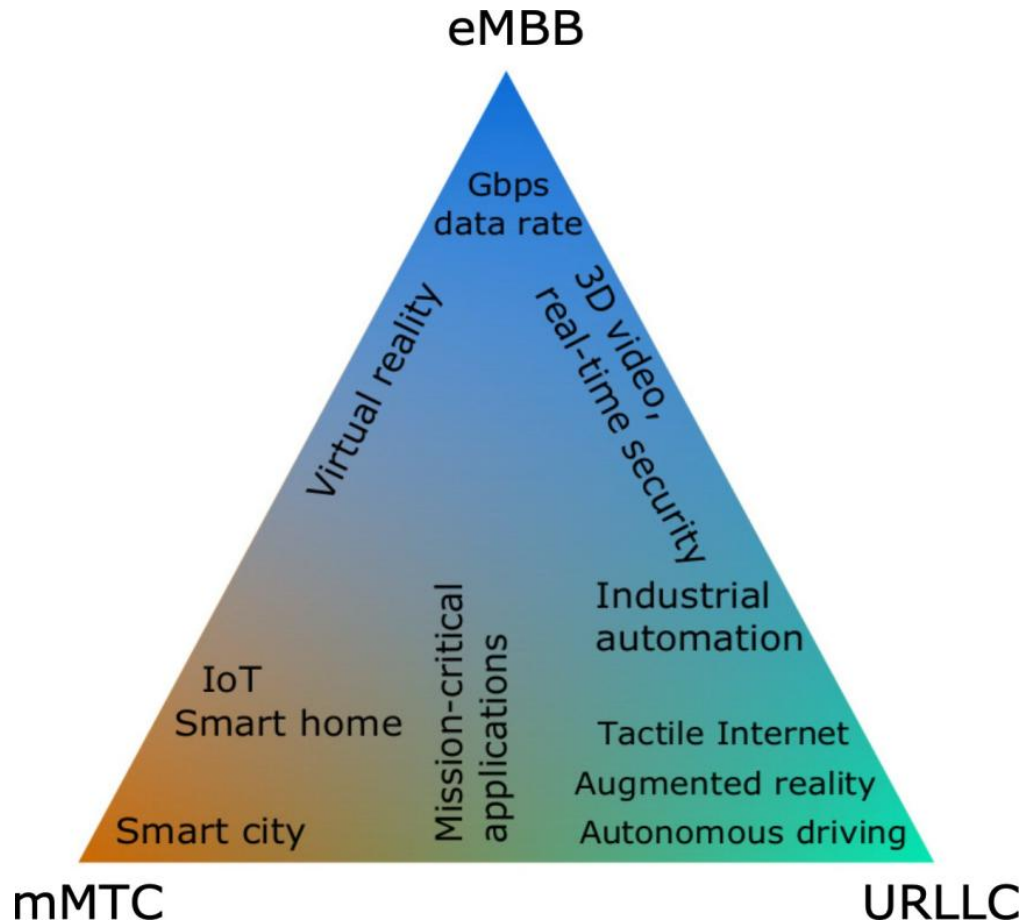 eMBB
Gbps
data rate
Virtual reality
3D video,
real-time security
Industrial
automation
Mission-critical
applications
IoT
Smart home
Tactile Internet
Augmented reality
Smart city
Autonomous driving
mMTC
URLLC